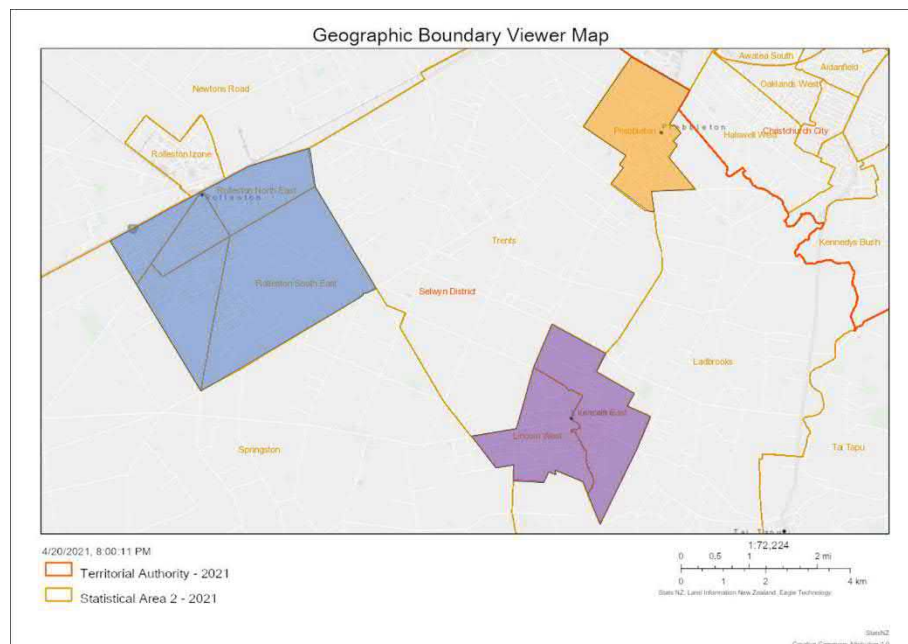 Geographic Boundary Viewer Map
Awatea South
Aidanfield
Oaklands West
Newtons Road
Prebbleton
Prebbleton
Halswell West
Christchurch City
Rolleston Izone
Rolleston North East
Rolleston
Trents
Kennedys Bush
Rolleston South East
Selwyn District
Ladbrooks
Lincoln East
Lincoln West
Springston
Tai Tapu
4/20/2021, 8:00:11 PM
1:72,224
0 0.5 1 2 mi
0 1 2 4 km
Territorial Authority - 2021
Statistical Area 2 - 2021
Stats NZ, Land Information New Zealand, Eagle Technology
StatsNZ